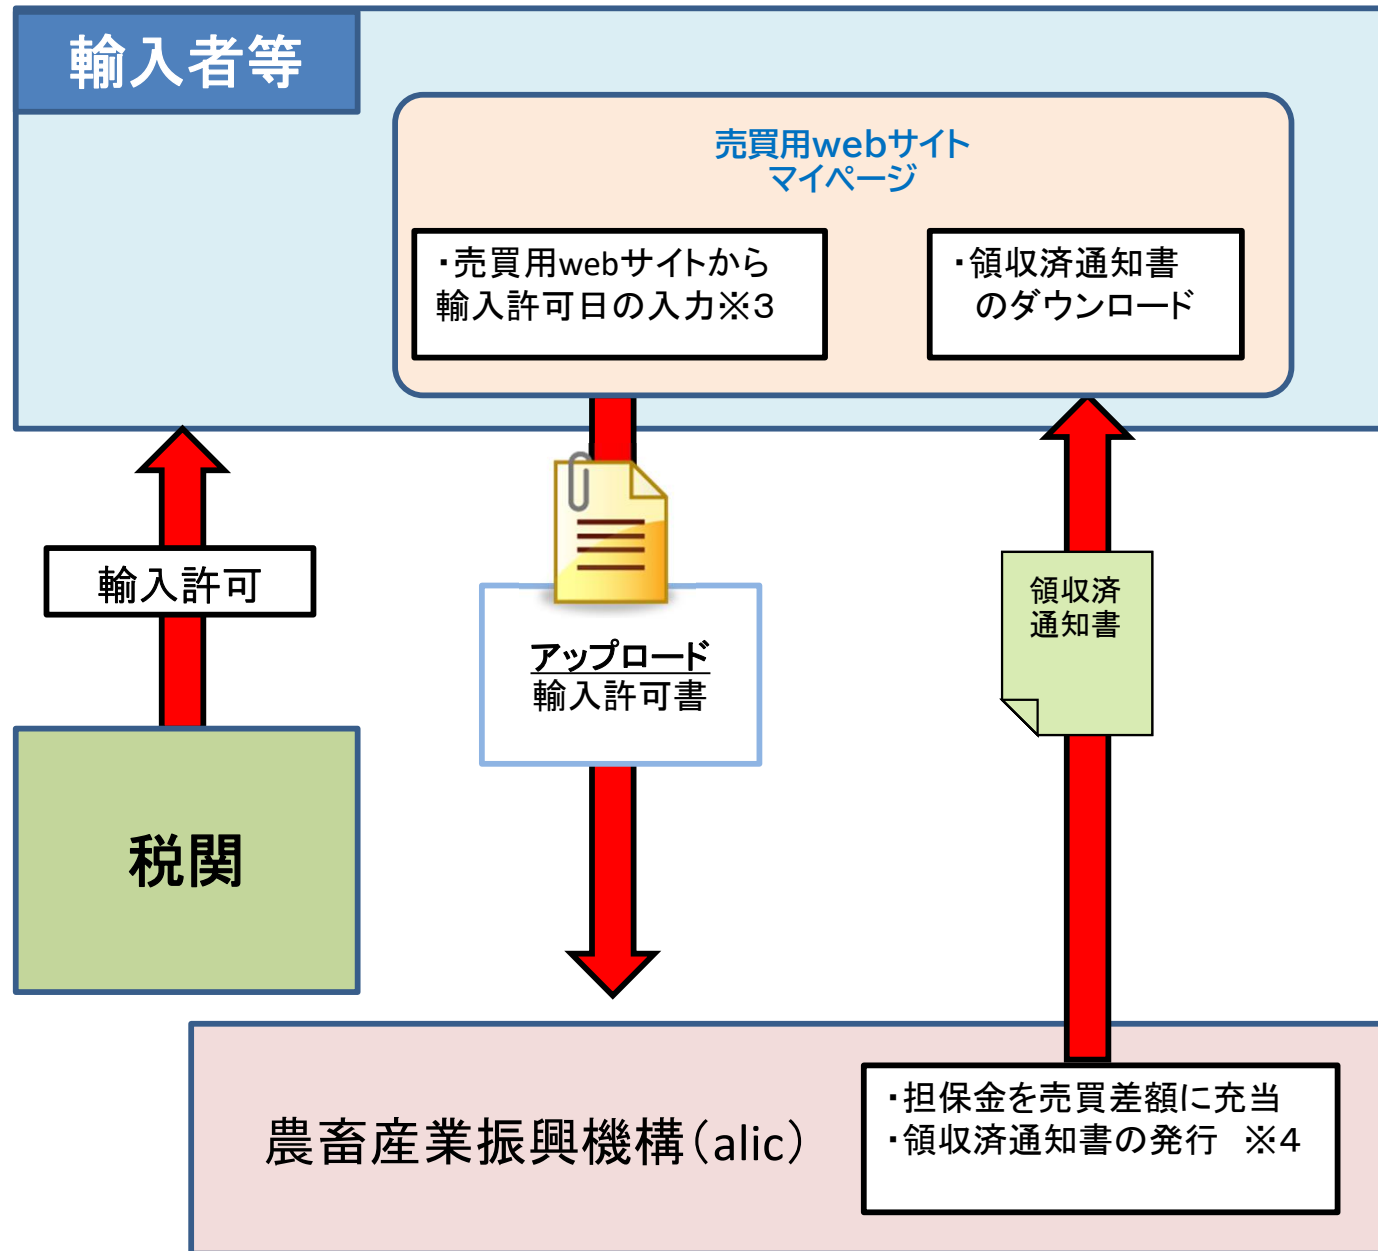 輸入者等
売買用webサイト
マイページ
・売買用webサイトから
輸入許可日の入力※３
・領収済通知書
のダウンロード
輸入許可
アップロード
輸入許可書
領収済
通知書
税関
農畜産業振興機構（alic）
・担保金を売買差額に充当
・領収済通知書の発行　※４